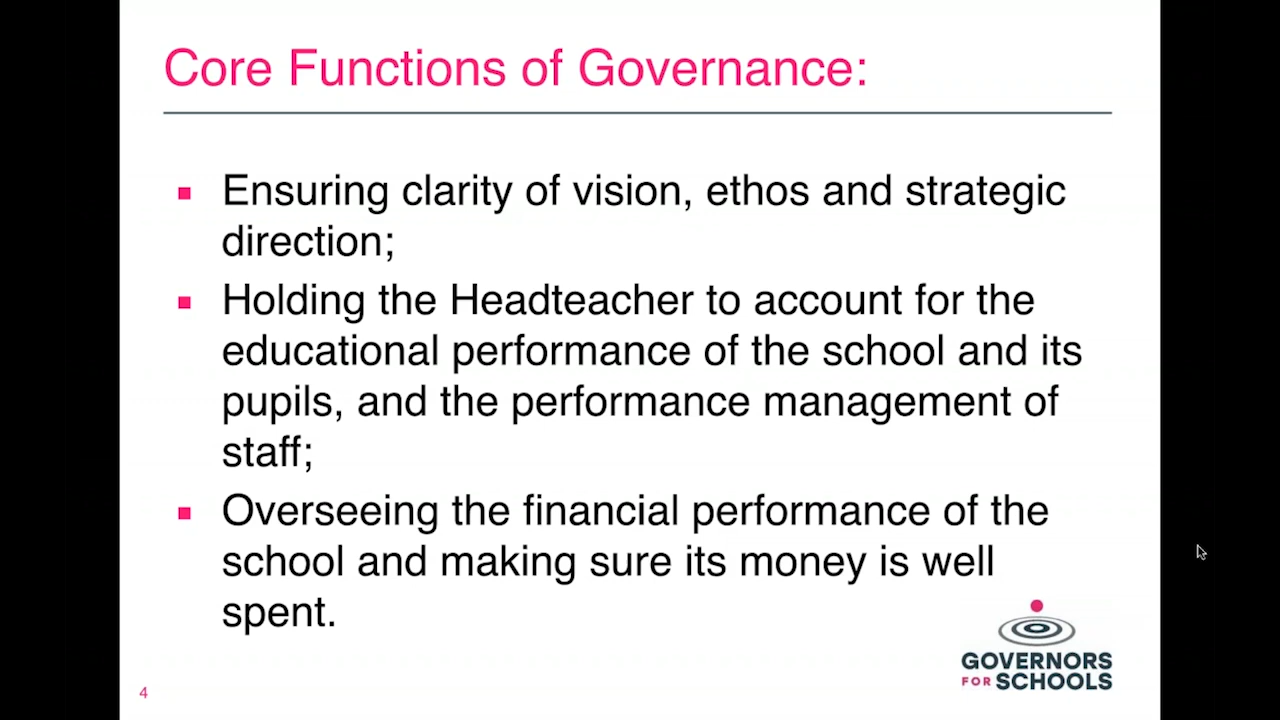 Core Functions of Governance:
Ensuring clarity of vision, ethos and strategic
direction;
Holding the Headteacher to account for the
educational performance of the school and its
pupils, and the performance management of
staff;
Overseeing the financial performance of the
school and making sure its money is well
spent.
GOVERNORS
FOR SCHOOLS
4